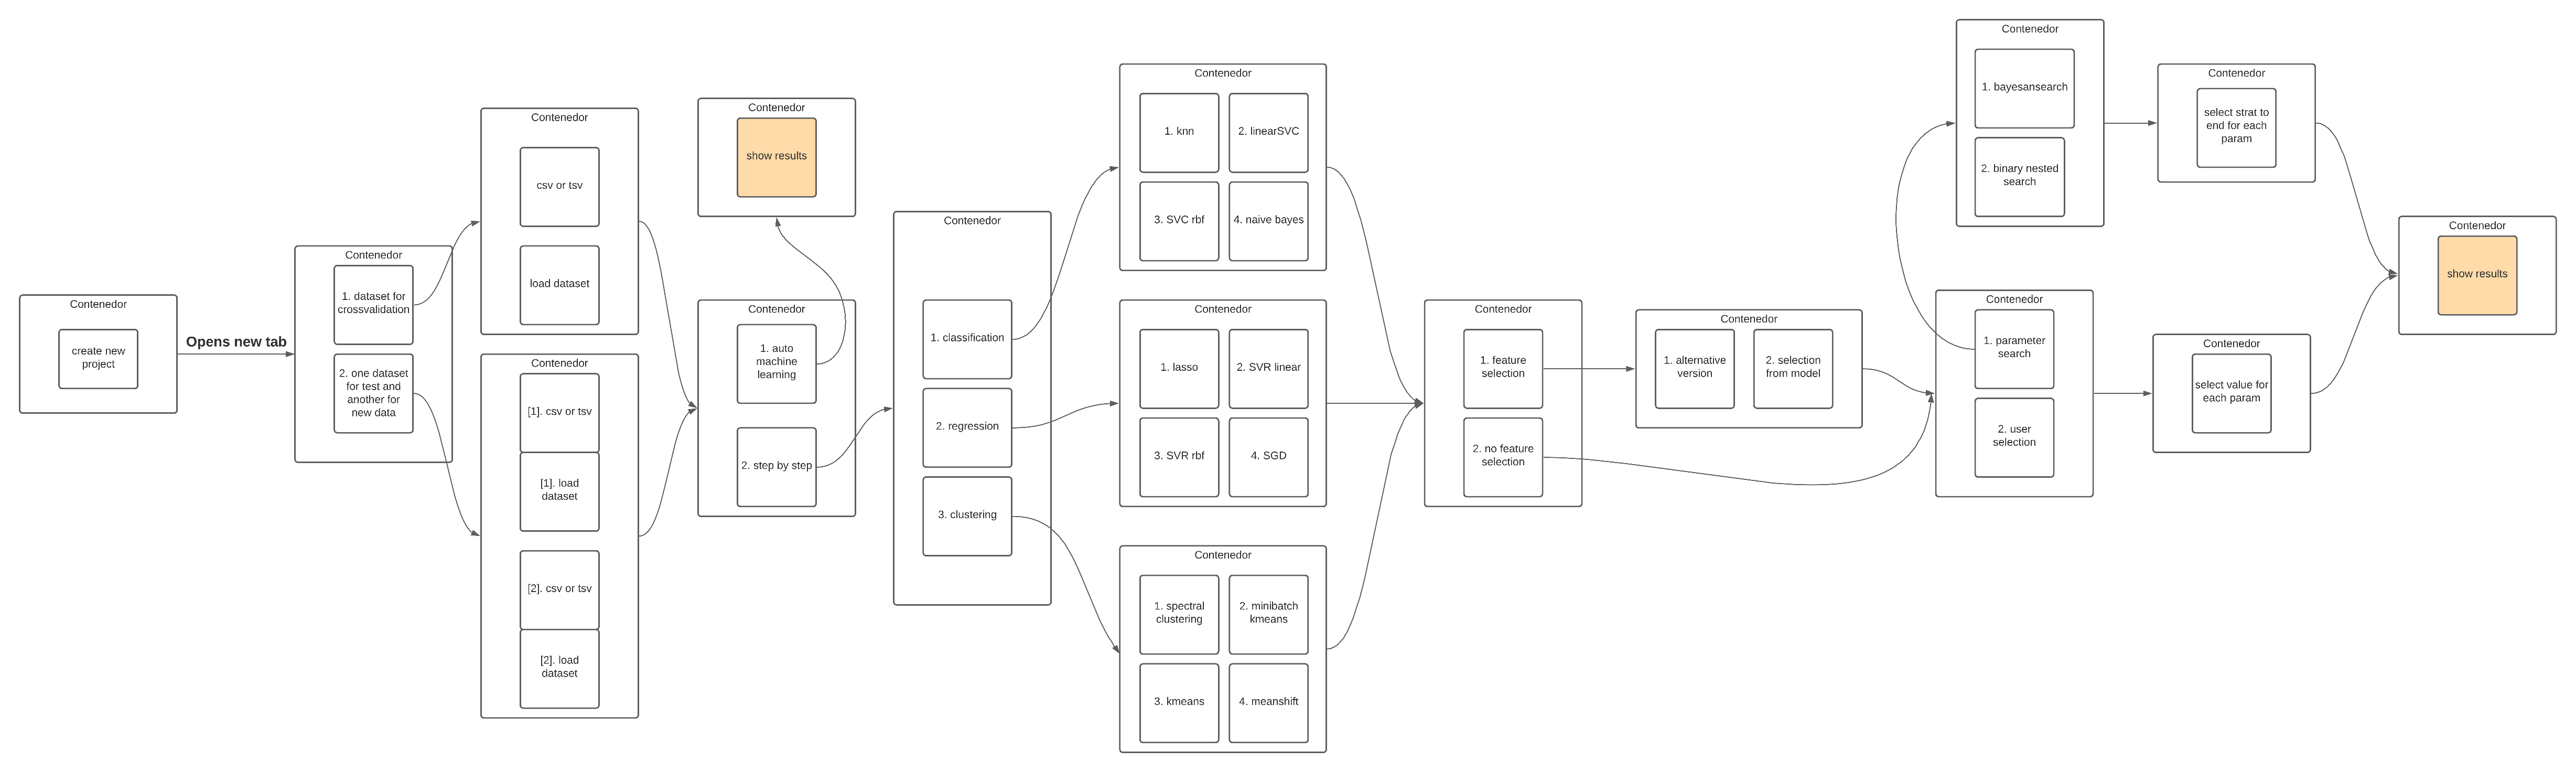 Contenedor
create new
project
Opens new tab
Contenedor
1. dataset for
crossvalidation
2. one dataset
for test and
another for
new data
Contenedor
csv or tsv
load dataset
Contenedor
[1]. csv or tsv
[1]. load
dataset
[2]. csv or tsv
[2]. load
dataset
Contenedor
show results
Contenedor
1. auto
machine
learning
2. step by step
Contenedor
1. classification
2. regression
3. clustering
Contenedor
1. knn
2. linearSVC
3. SVC rbf
4. naive bayes
Contenedor
1. lasso
2. SVR linear
3. SVR rbf
4. SGD
Contenedor
1. spectral
clustering
2. minibatch
kmeans
3. kmeans
4. meanshift
Contenedor
1. feature
selection
2. no feature
selection
Contenedor
1. alternative
version
2. selection
from model
Contenedor
1. parameter
search
2. user
selection
Contenedor
1. bayesansearch
2. binary nested
search
Contenedor
select strat to
end for each
param
Contenedor
select value for
each param
Contenedor
show results